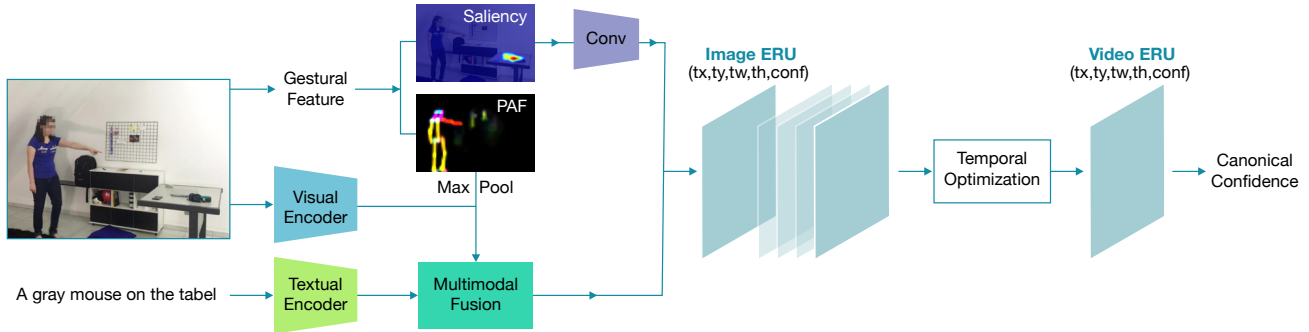 Saliency
Conv
Gestural
Feature
PAF
Max Pool
Visual
Encoder
A gray mouse on the tabel
Textual
Encoder
Multimodal
Fusion
Image ERU
(tx,ty,tw,th,conf)
Temporal
Optimization
Video ERU
(tx,ty,tw,th,conf)
Canonical
Confidence